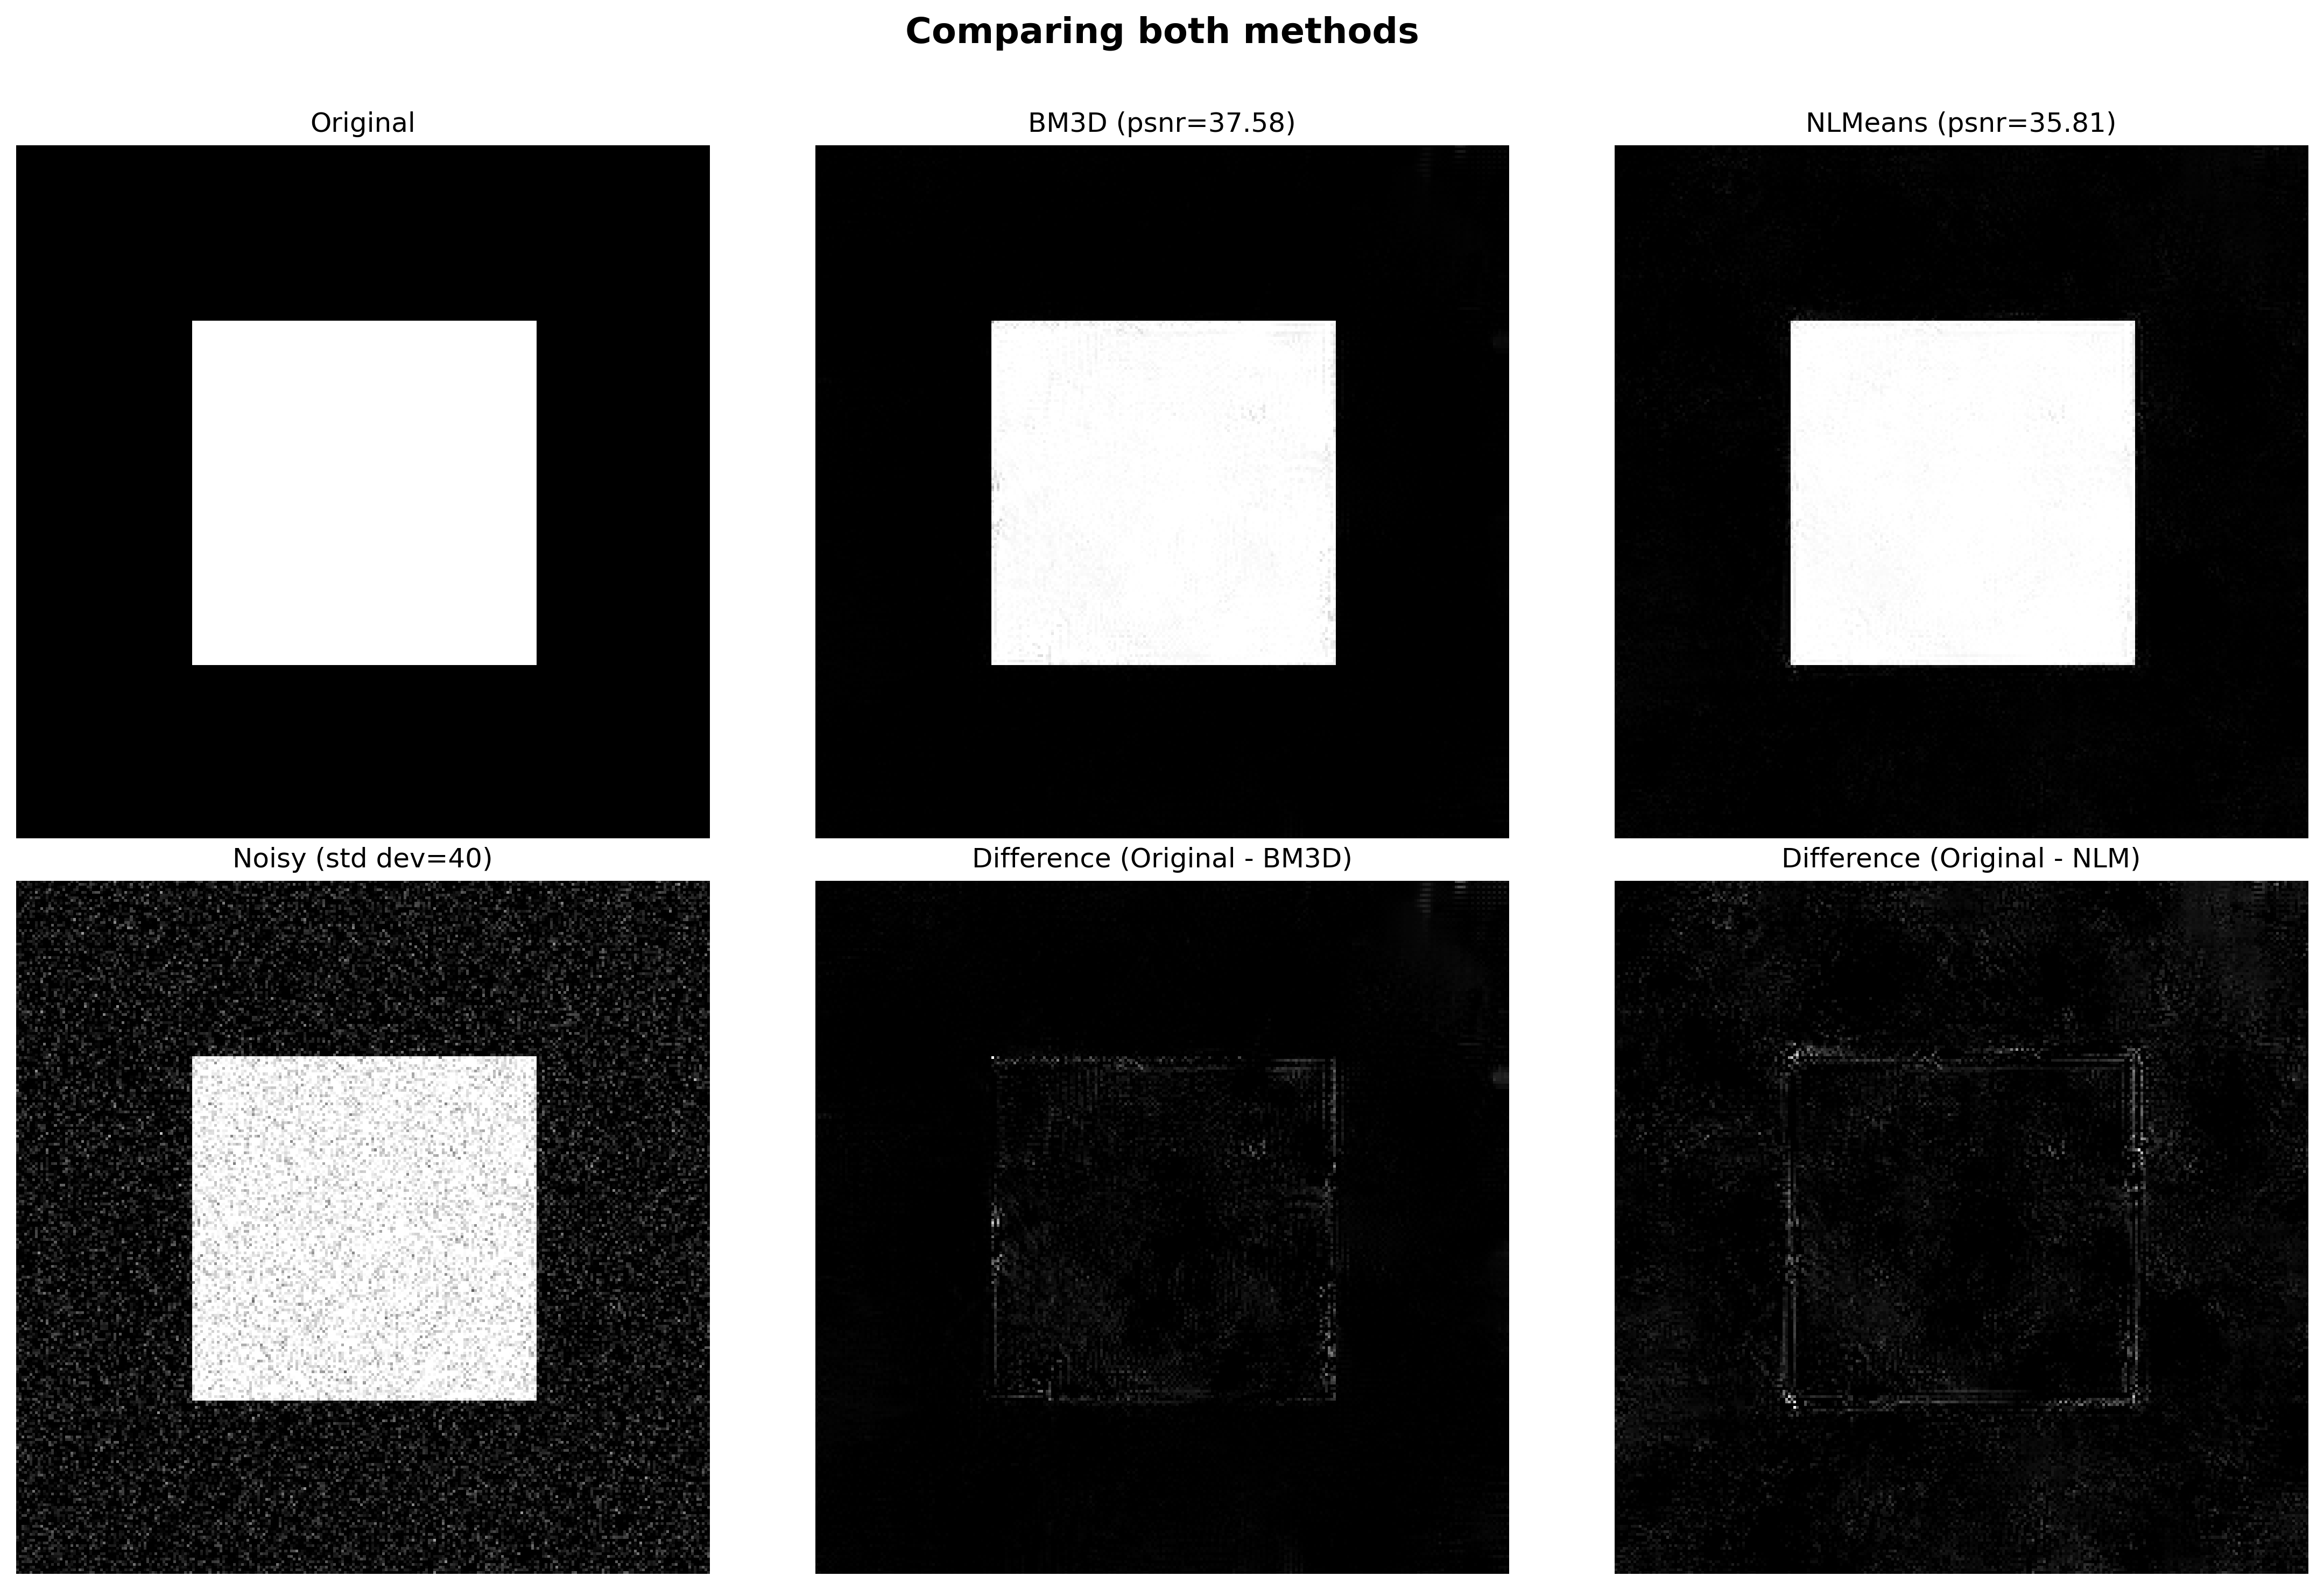 Comparing both methods
Original
BM3D (psnr=37.58)
NLMeans (psnr=35.81)
Noisy (std dev=40)
Difference (Original - BM3D)
Difference (Original - NLM)